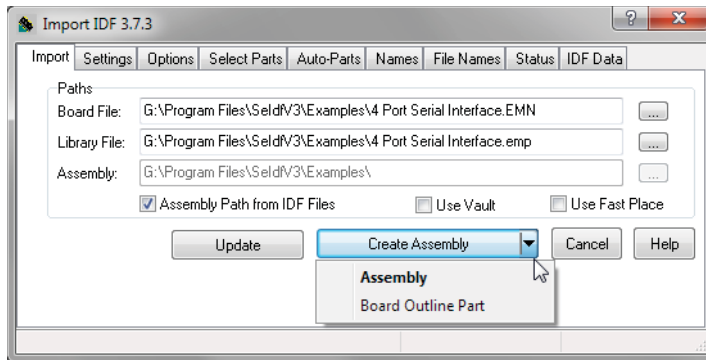 Import IDF 3.7.3
?
Import Settings Options Select Parts Auto-Parts Names File Names Status IDF Data
Paths
Board File: G:\Program Files\SeIdfV3\Examples\4 Port Serial Interface.EMN ...
Library File: G:\Program Files\SeIdfV3\Examples\4 Port Serial Interface.emp ...
Assembly: G:\Program Files\SeIdfV3\Examples\ ...
Assembly Path from IDF Files Use Vault Use Fast Place
Update Create Assembly Cancel Help
Assembly
Board Outline Part